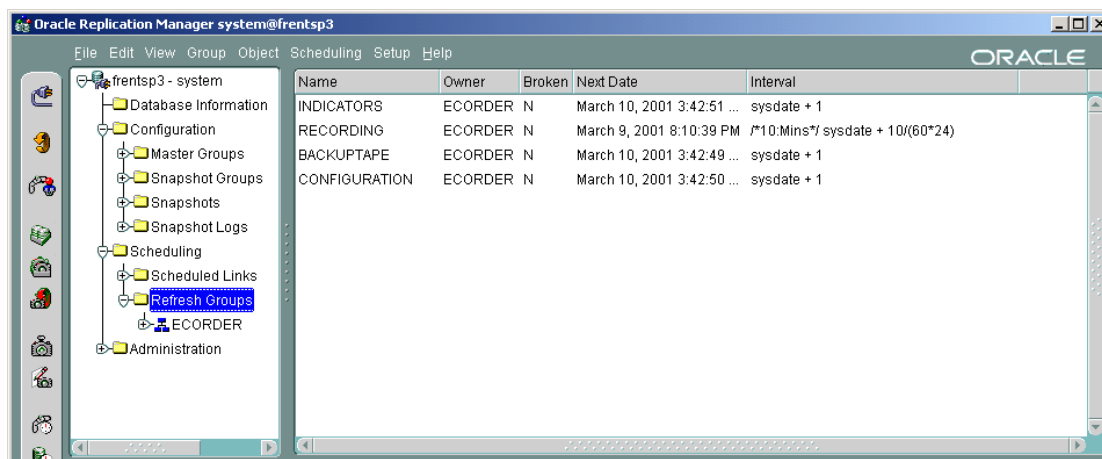 Oracle Replication Manager system@frentsp3
File Edit View Group Object Scheduling Setup Help
ORACLE
frentsp3 - system
Database Information
Configuration
Master Groups
Snapshot Groups
Snapshots
Snapshot Logs
Scheduling
Scheduled Links
Refresh Groups
ECORDER
Administration
Name Owner Broken Next Date Interval
INDICATORS ECORDER N March 10, 2001 3:42:51 ... sysdate + 1
RECORDING ECORDER N March 9, 2001 8:10:39 PM /*10:Mins*/ sysdate + 10/(60*24)
BACKUPTAPE ECORDER N March 10, 2001 3:42:49 ... sysdate + 1
CONFIGURATION ECORDER N March 10, 2001 3:42:50 ... sysdate + 1